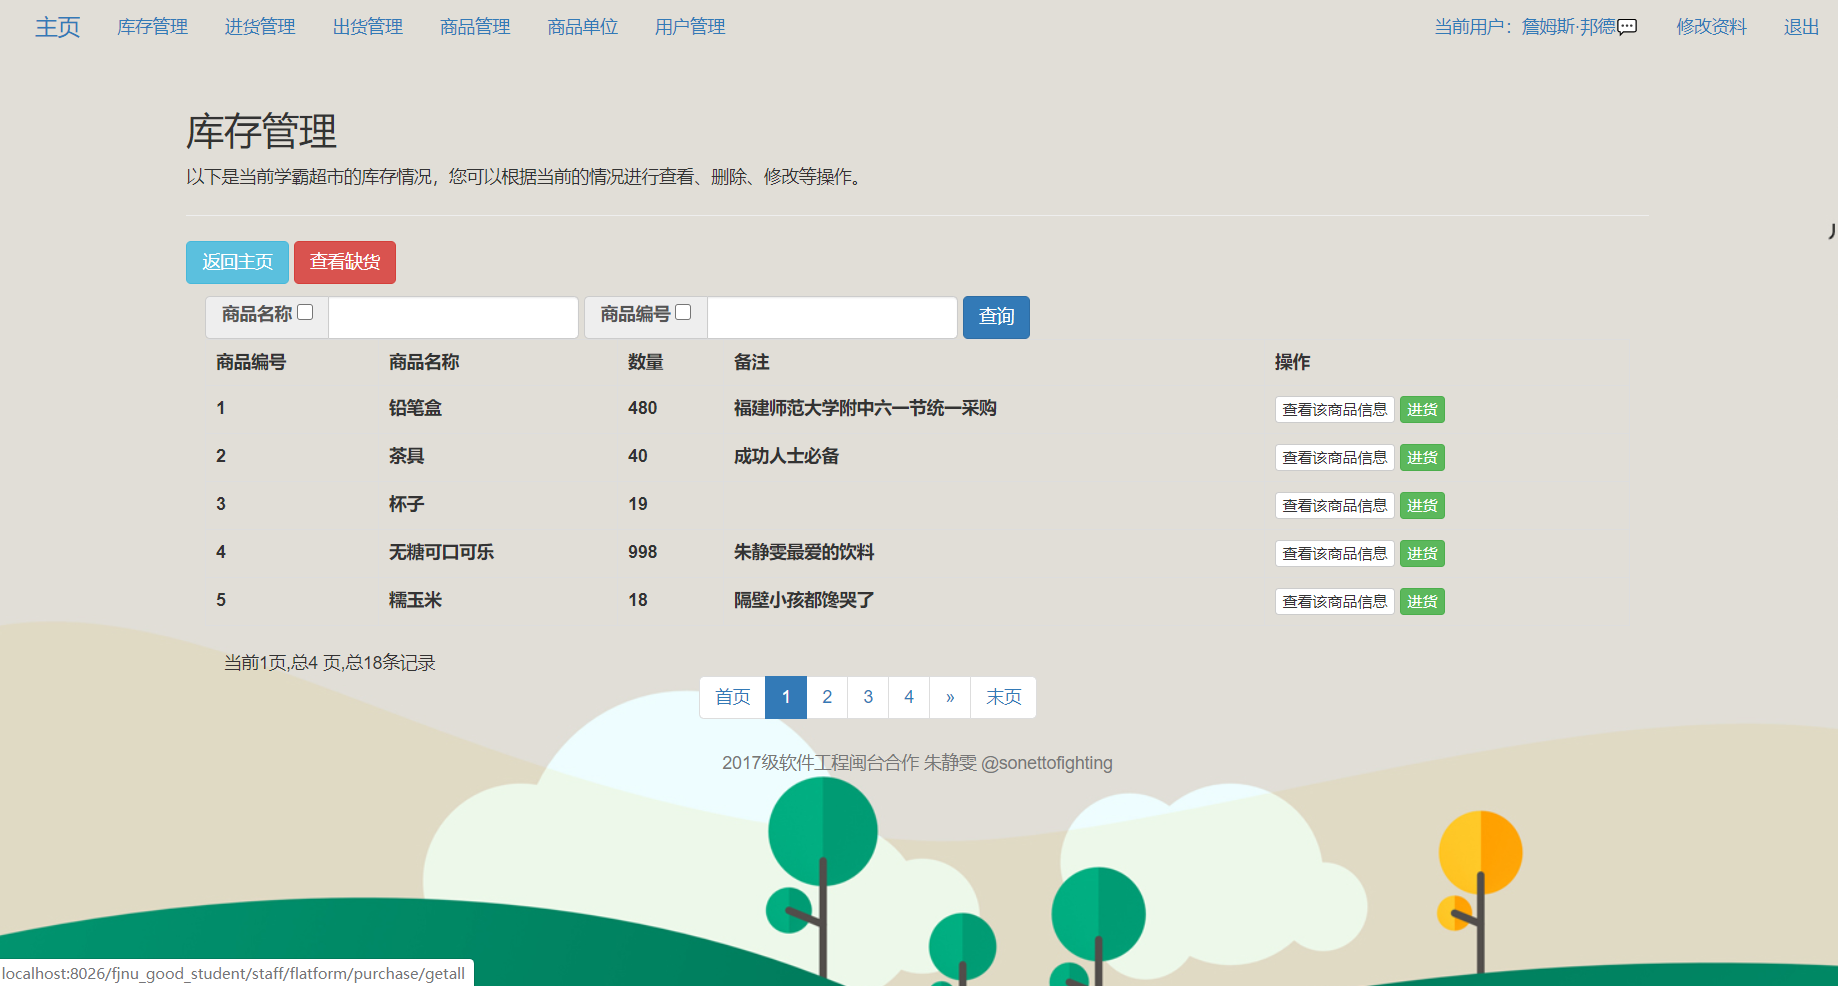 主页 库存管理 进货管理 出货管理 商品管理 商品单位 用户管理 当前用户：詹姆斯·邦德 修改资料 退出
库存管理
以下是当前学霸超市的库存情况，您可以根据当前的情况进行查看、删除、修改等操作。
返回主页 查看缺货
商品名称 商品编号 查询
商品编号 商品名称 数量 备注 操作
1 铅笔盒 480 福建师范大学附中六一节统一采购 查看该商品信息 进货
2 茶具 40 成功人士必备 查看该商品信息 进货
3 杯子 19 查看该商品信息 进货
4 无糖可口可乐 998 朱静雯最爱的饮料 查看该商品信息 进货
5 糯玉米 18 隔壁小孩都馋哭了 查看该商品信息 进货
当前1页,总4 页,总18条记录
首页 1 2 3 4 » 末页
2017级软件工程闽台合作 朱静雯 @sonettofighting
localhost:8026/fjnu_good_student/staff/flatform/purchase/getall